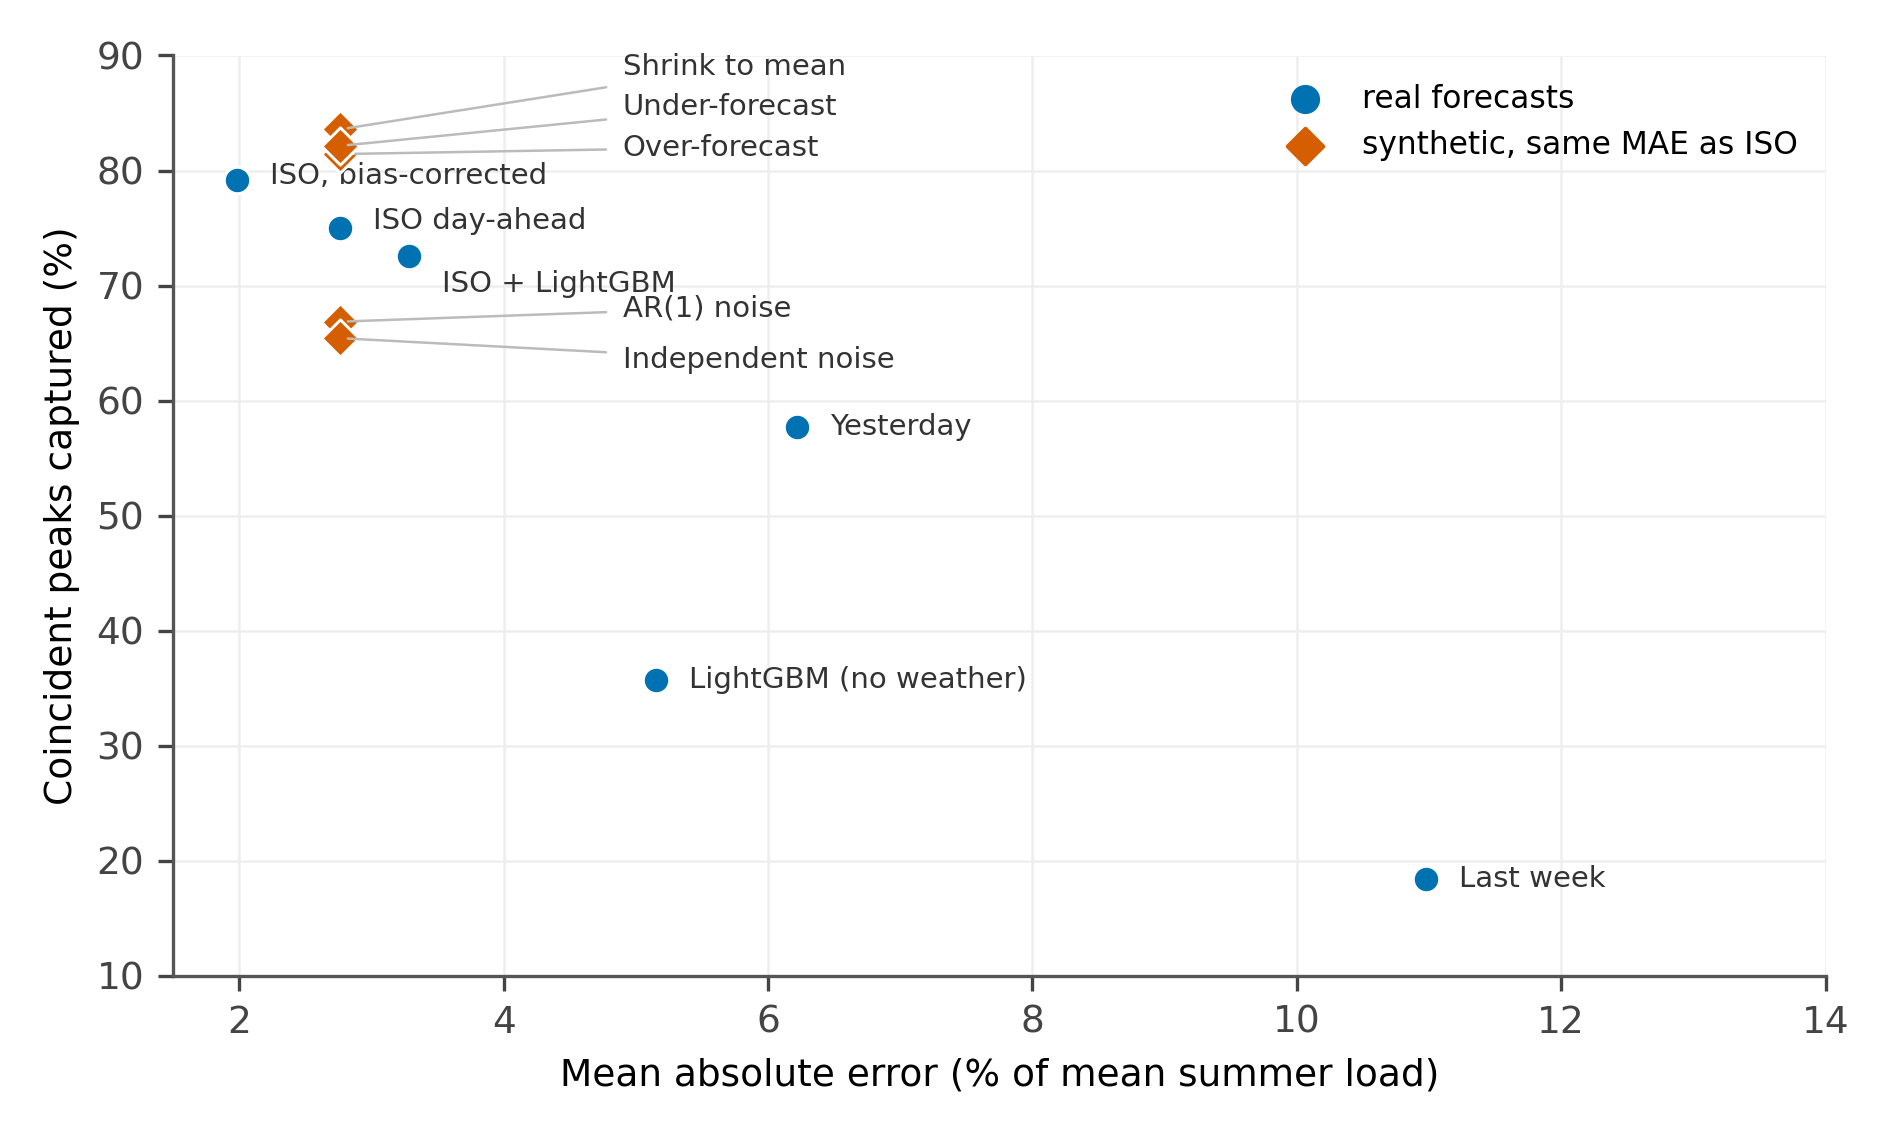 90
80
70
60
50
40
30
20
10
Coincident peaks captured (%)
Shrink to mean
Under-forecast
Over-forecast
ISO, bias-corrected
ISO day-ahead
ISO + LightGBM
AR(1) noise
Independent noise
Yesterday
LightGBM (no weather)
Last week
real forecasts
synthetic, same MAE as ISO
2 4 6 8 10 12 14
Mean absolute error (% of mean summer load)